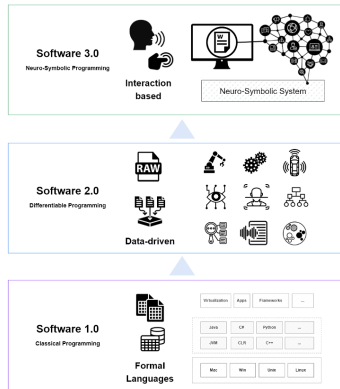 Software 3.0
Neuro-Symbolic Programming
Interaction
based
W
Neuro-Symbolic System
Software 2.0
Differentiable Programming
RAW
Data-driven
Software 1.0
Classical Programming
Formal
Languages
Virtualization Apps Frameworks ...
Java C# Python ...
JVM CLR C++ ...
Mac Win Unix Linux